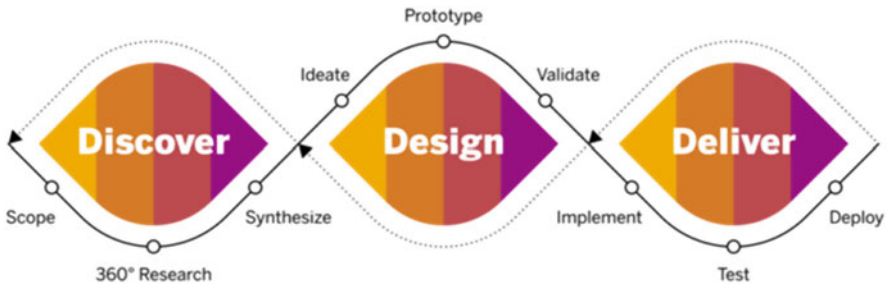 Prototype
Ideate
Validate
Discover
Design
Deliver
Scope
Synthesize
Implement
Deploy
360° Research
Test